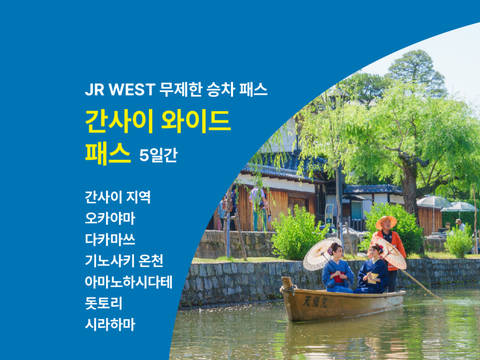 JR WEST 무제한 승차 패스
간사이 와이드
패스 5일간
간사이 지역
오카야마
다카마쓰
기노사키 온천
아마노하시다테
돗토리
시라하마